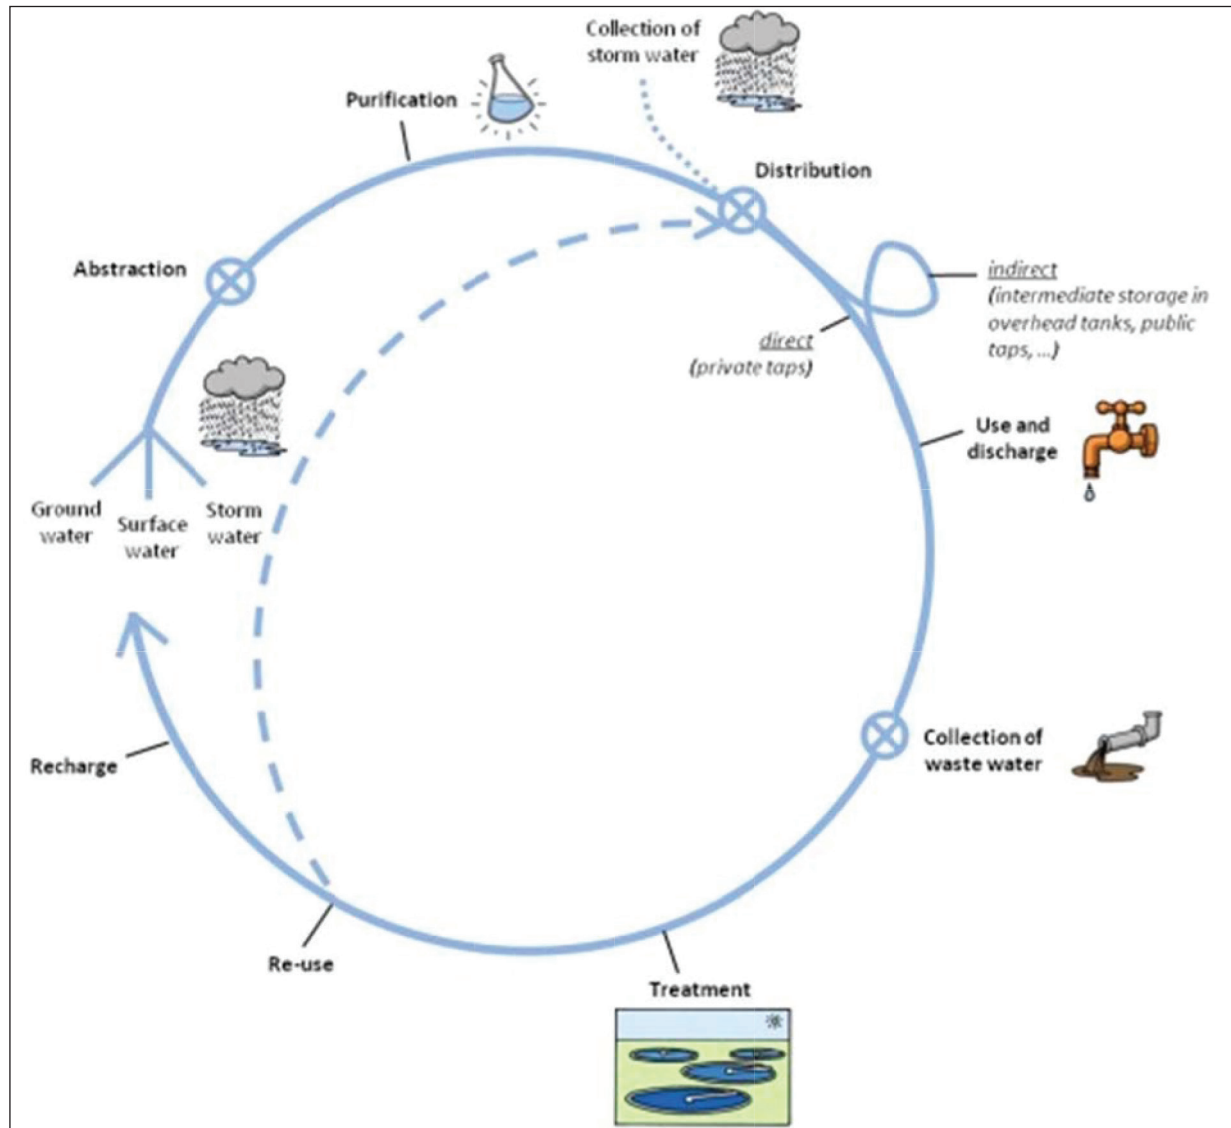 Collection of
storm water
Purification
Distribution
Abstraction
indirect
(intermediate storage in
overhead tanks, public
taps, ...)
direct
(private taps)
Use and
discharge
Ground
water
Surface
water
Storm
water
Collection of
waste water
Recharge
Re-use
Treatment